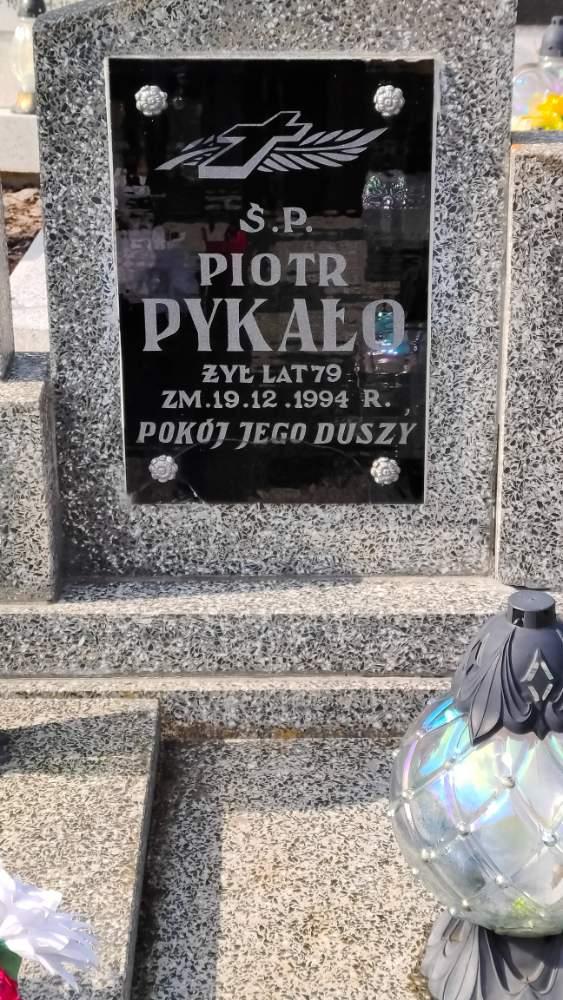 Ś.P.
PIOTR
PYKAŁO
ŻYŁ LAT 79
ZM.19.12.1994 R.
POKÓJ JEGO DUSZY